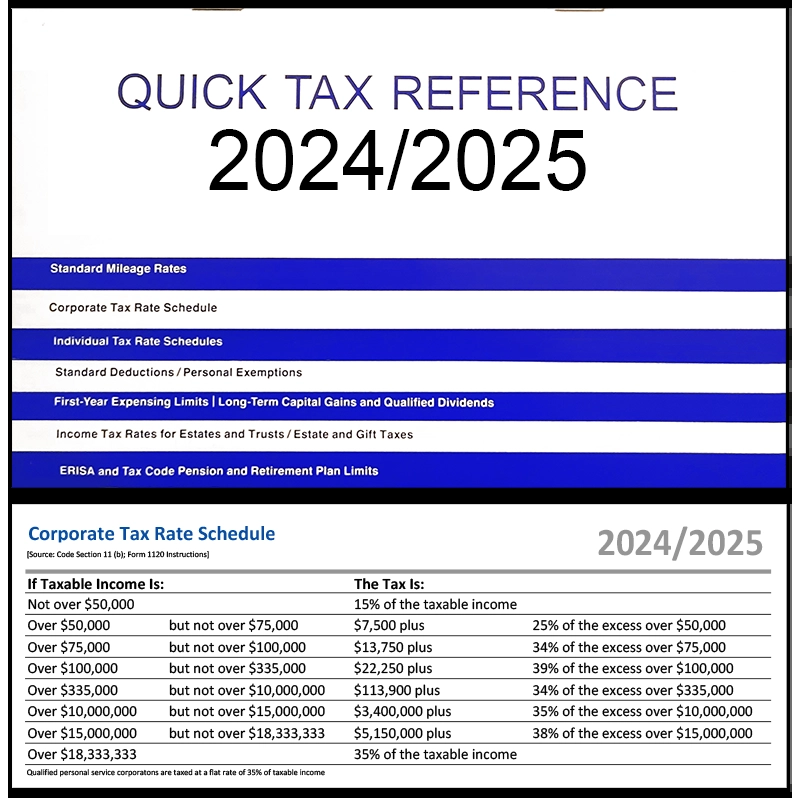 QUICK TAX REFERENCE
2024/2025
Standard Mileage Rates
Corporate Tax Rate Schedule
Individual Tax Rate Schedules
Standard Deductions / Personal Exemptions
First-Year Expensing Limits | Long-Term Capital Gains and Qualified Dividends
Income Tax Rates for Estates and Trusts / Estate and Gift Taxes
ERISA and Tax Code Pension and Retirement Plan Limits
Corporate Tax Rate Schedule 2024/2025
[Source: Code Section 11 (b); Form 1120 Instructions]
If Taxable Income Is: The Tax Is:
Not over $50,000 15% of the taxable income
Over $50,000 but not over $75,000 $7,500 plus 25% of the excess over $50,000
Over $75,000 but not over $100,000 $13,750 plus 34% of the excess over $75,000
Over $100,000 but not over $335,000 $22,250 plus 39% of the excess over $100,000
Over $335,000 but not over $10,000,000 $113,900 plus 34% of the excess over $335,000
Over $10,000,000 but not over $15,000,000 $3,400,000 plus 35% of the excess over $10,000,000
Over $15,000,000 but not over $18,333,333 $5,150,000 plus 38% of the excess over $15,000,000
Over $18,333,333 35% of the taxable income
Qualified personal service corporatons are taxed at a flat rate of 35% of taxable income